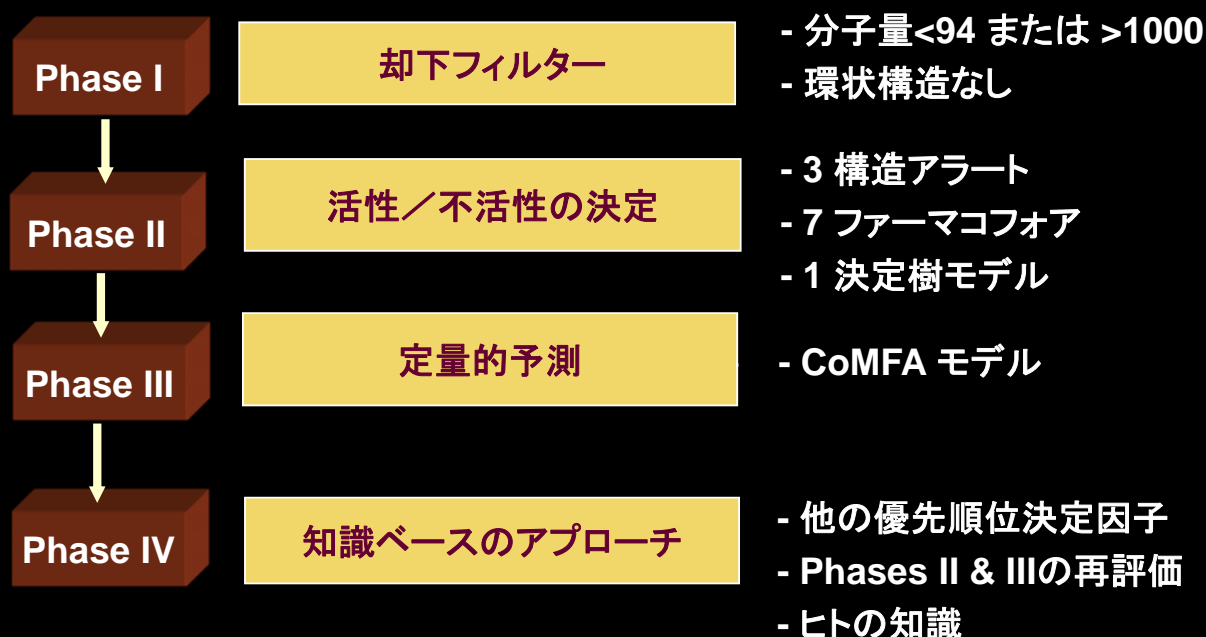 Phase I
却下フィルター
- 分子量<94 または >1000
- 環状構造なし
Phase II
活性／不活性の決定
- 3 構造アラート
- 7 ファーマコフォア
- 1 決定樹モデル
Phase III
定量的予測
- CoMFA モデル
Phase IV
知識ベースのアプローチ
- 他の優先順位決定因子
- Phases II & IIIの再評価
- ヒトの知識